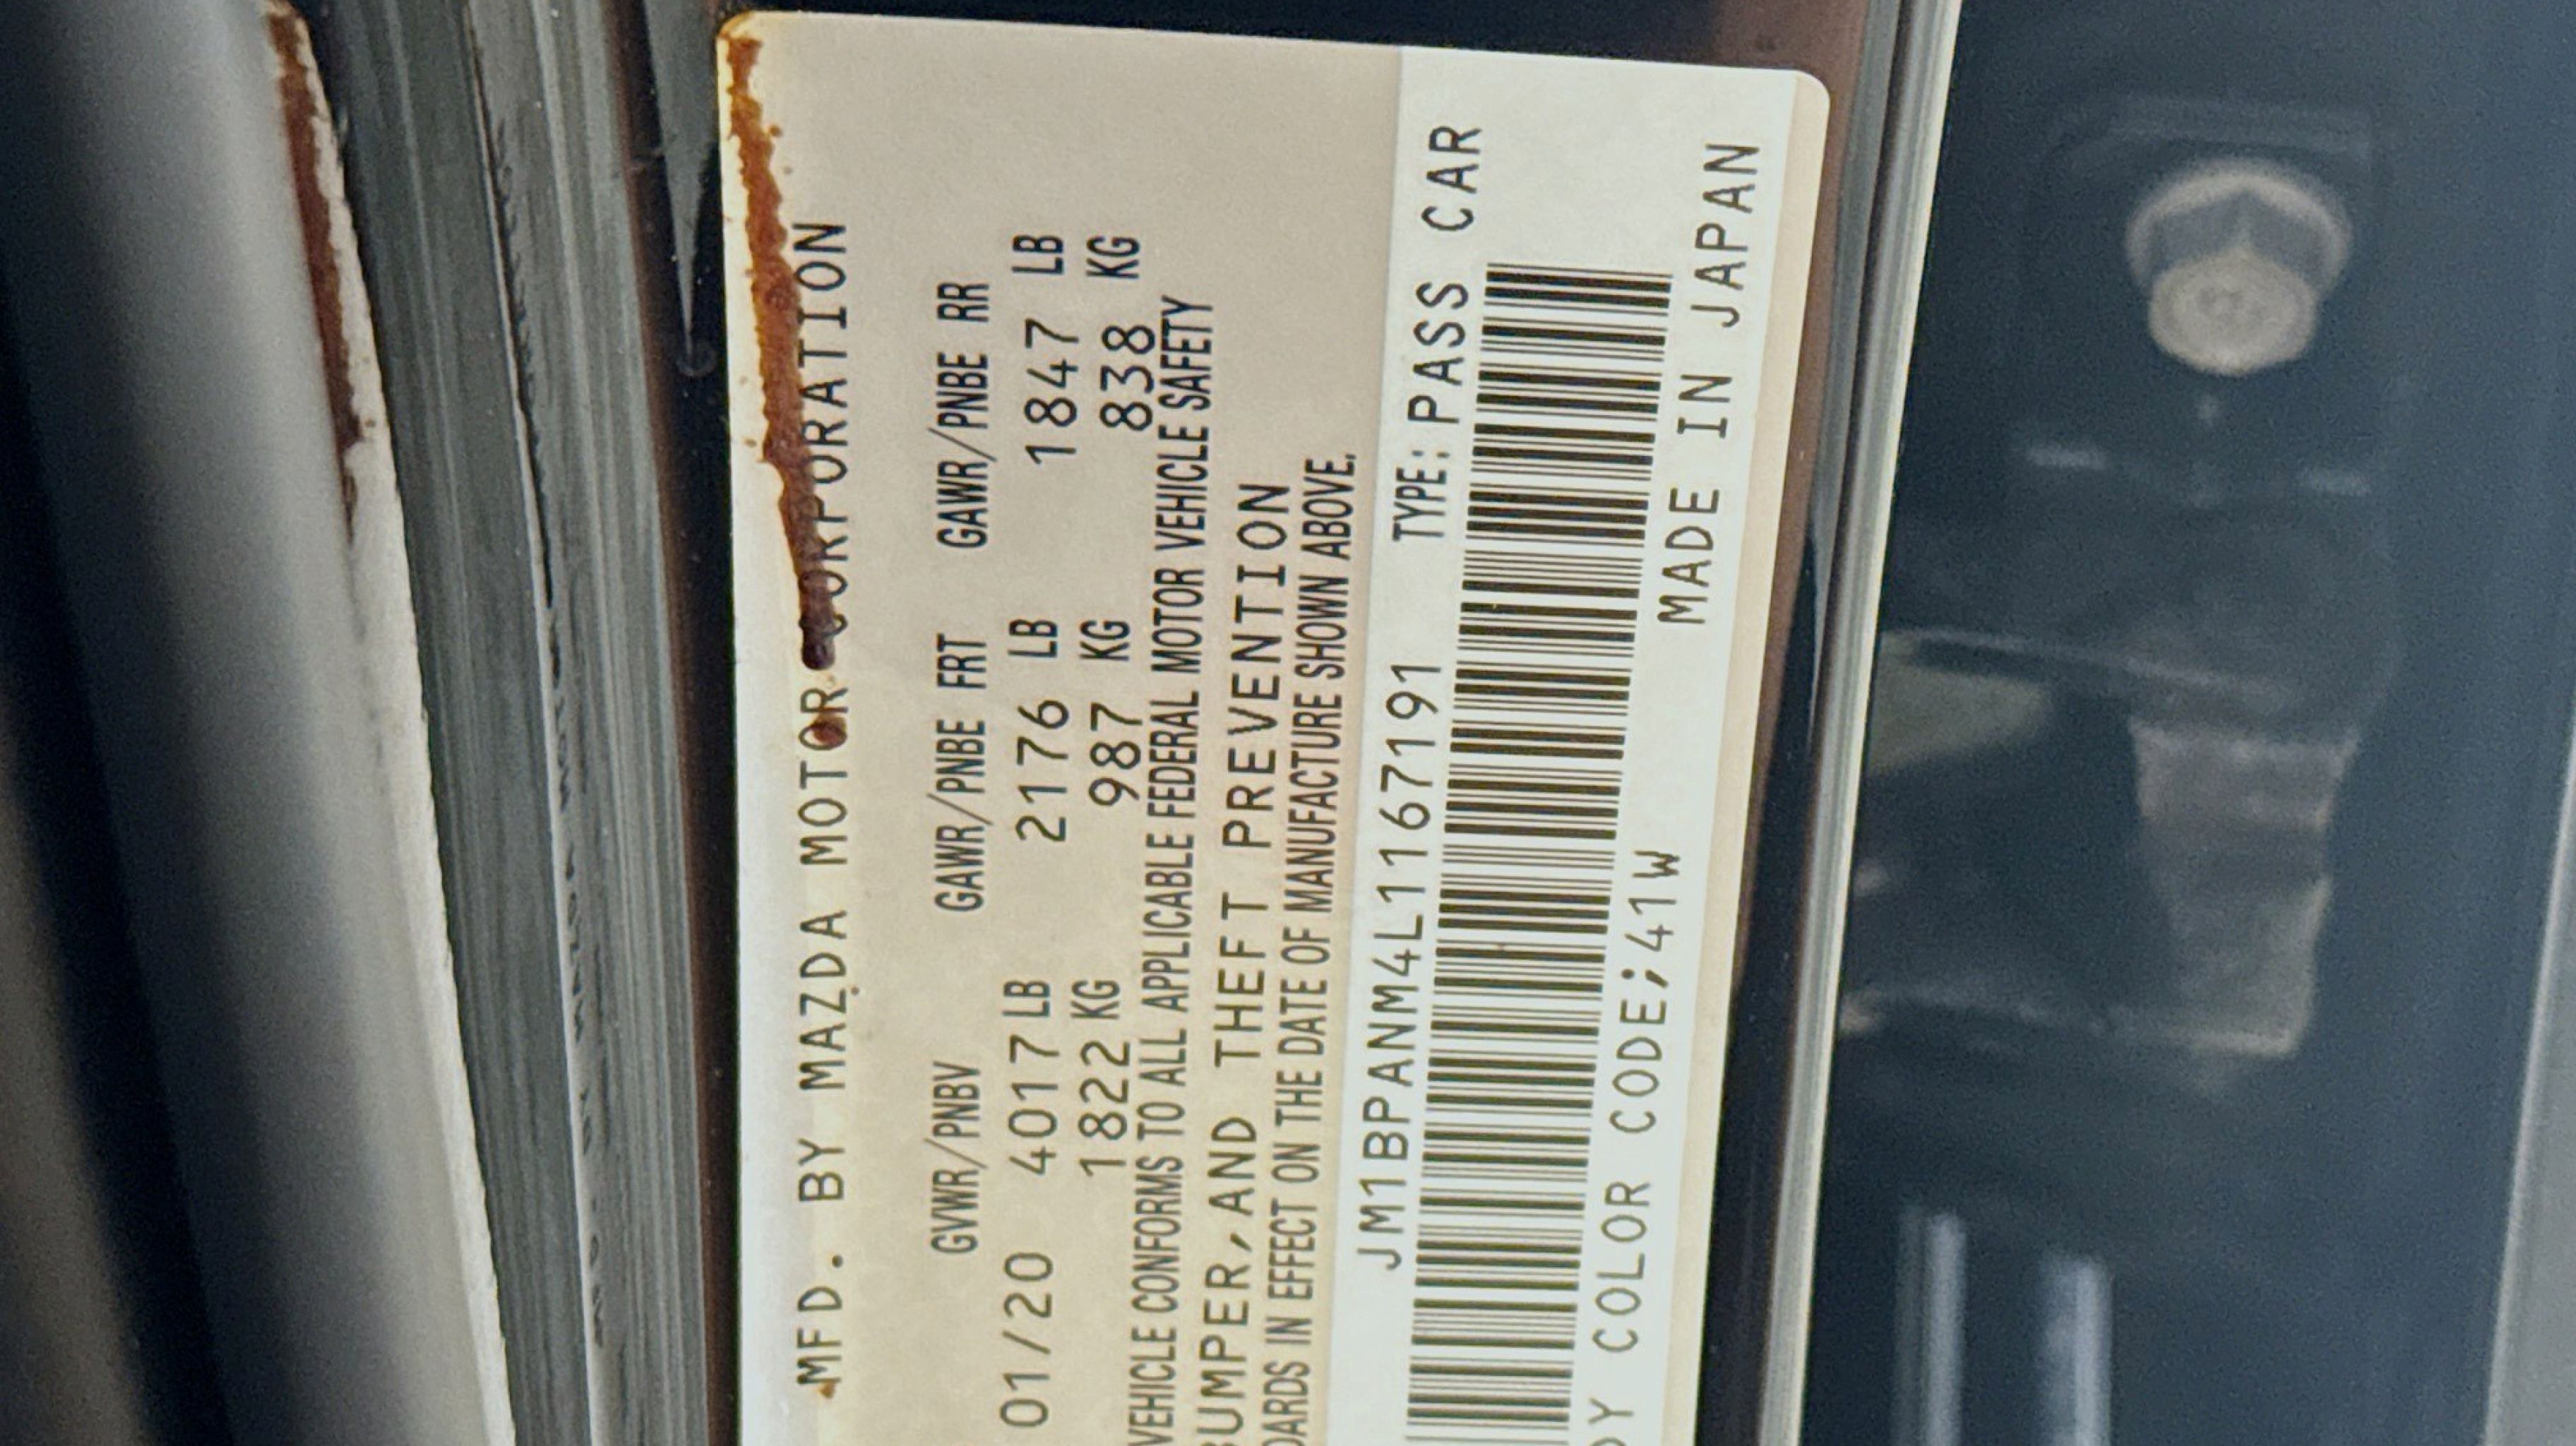 MFD. BY MAZDA MOTOR CORPORATION
GVWR/PNBV GAWR/PNBE FRT GAWR/PNBE RR
01/20 4017 LB 2176 LB 1847 LB
1822 KG 987 KG 838 KG
VEHICLE CONFORMS TO ALL APPLICABLE FEDERAL MOTOR VEHICLE SAFETY
BUMPER, AND THEFT PREVENTION
DARDS IN EFFECT ON THE DATE OF MANUFACTURE SHOWN ABOVE.
JM1BPANM4L1167191 TYPE: PASS CAR
DY COLOR CODE;41W MADE IN JAPAN